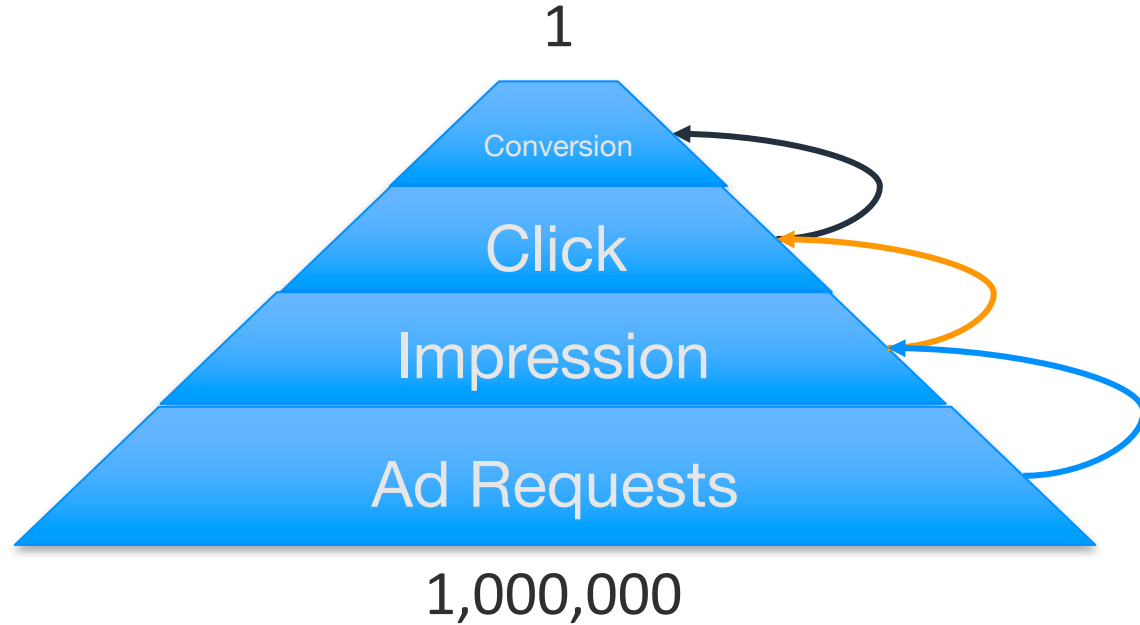 1
Conversion
Click
Impression
Ad Requests
1,000,000